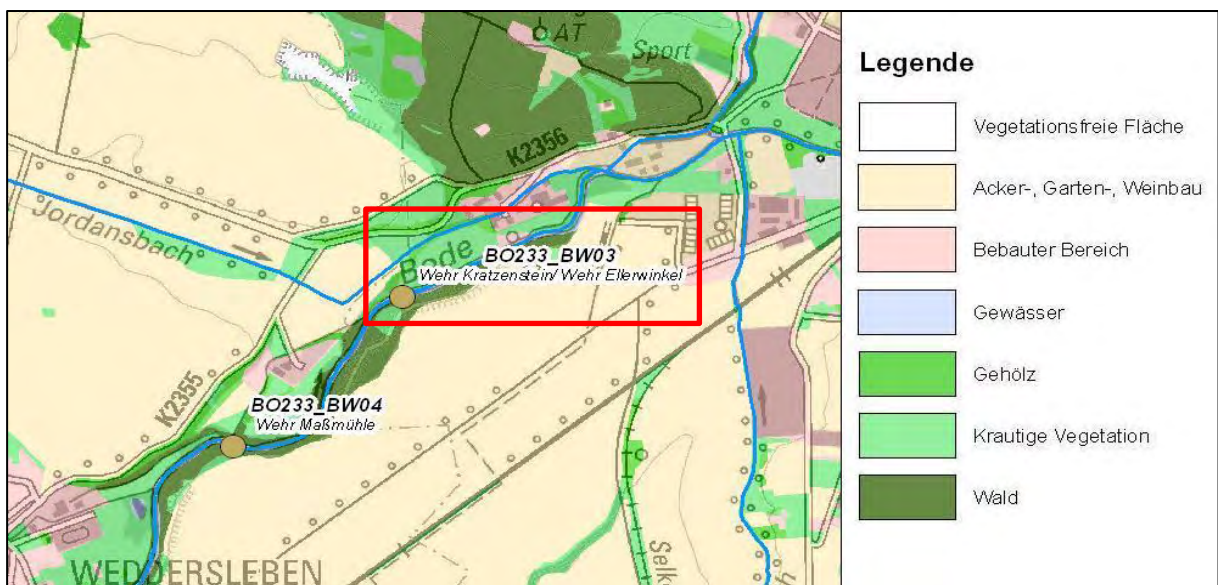 AT
Sport
K2356
Jordansbach
Bode
BO233_BW03
Wehr Kratzenstein/ Wehr Ellerwinkel
K2355
BO233_BW04
Wehr Maßmühle
WEDDERSLEBEN
Selk
Legende
Vegetationsfreie Fläche
Acker-, Garten-, Weinbau
Bebauter Bereich
Gewässer
Gehölz
Krautige Vegetation
Wald